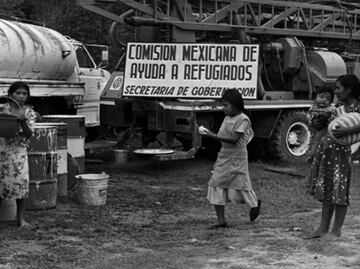 COMISION MEXICANA DE
AYUDA A REFUGIADOS
SECRETARIA DE GOBERNACION